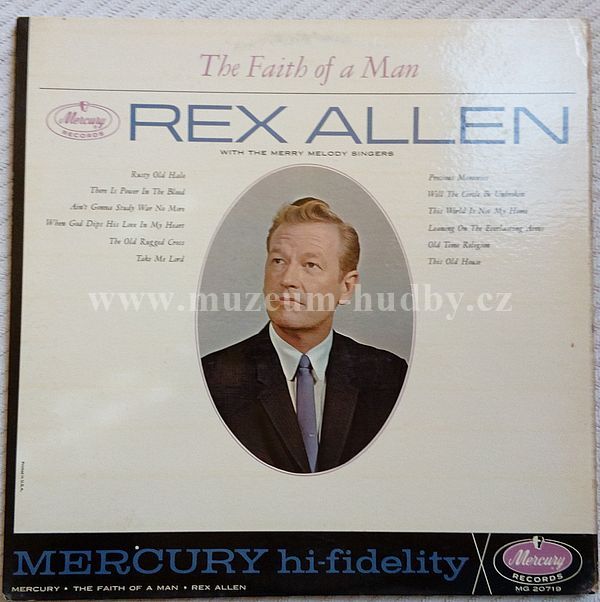 The Faith of a Man
Mercury
RECORDS
REX ALLEN
WITH THE MERRY MELODY SINGERS
Rusty Old Halo
There Is Power In The Blood
Ain't Gonna Study War No More
When God Dips His Love In My Heart
The Old Rugged Cross
Take Me Lord
Precious Memories
Will The Circle Be Unbroken
This World Is Not My Home
Leaning On The Everlasting Arms
Old Time Religion
This Old House
www.muzeum-hudby.cz
Printed in U.S.A.
MERCURY hi-fidelity
Mercury
RECORDS
MG 20719
MERCURY • THE FAITH OF A MAN • REX ALLEN